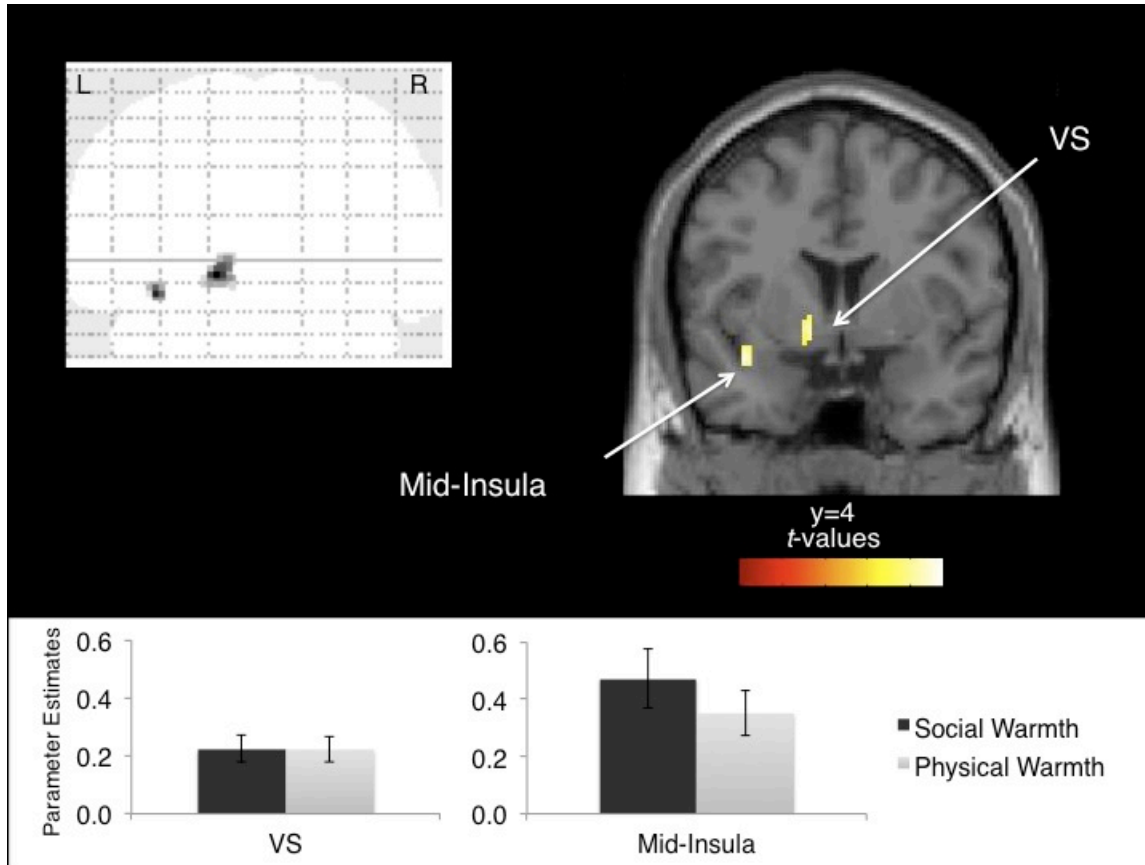 L R
VS
Mid-Insula
y=4
t-values
Parameter Estimates
0.6
0.4
0.2
0.0
VS
0.6
0.4
0.2
0.0
Mid-Insula
Social Warmth
Physical Warmth